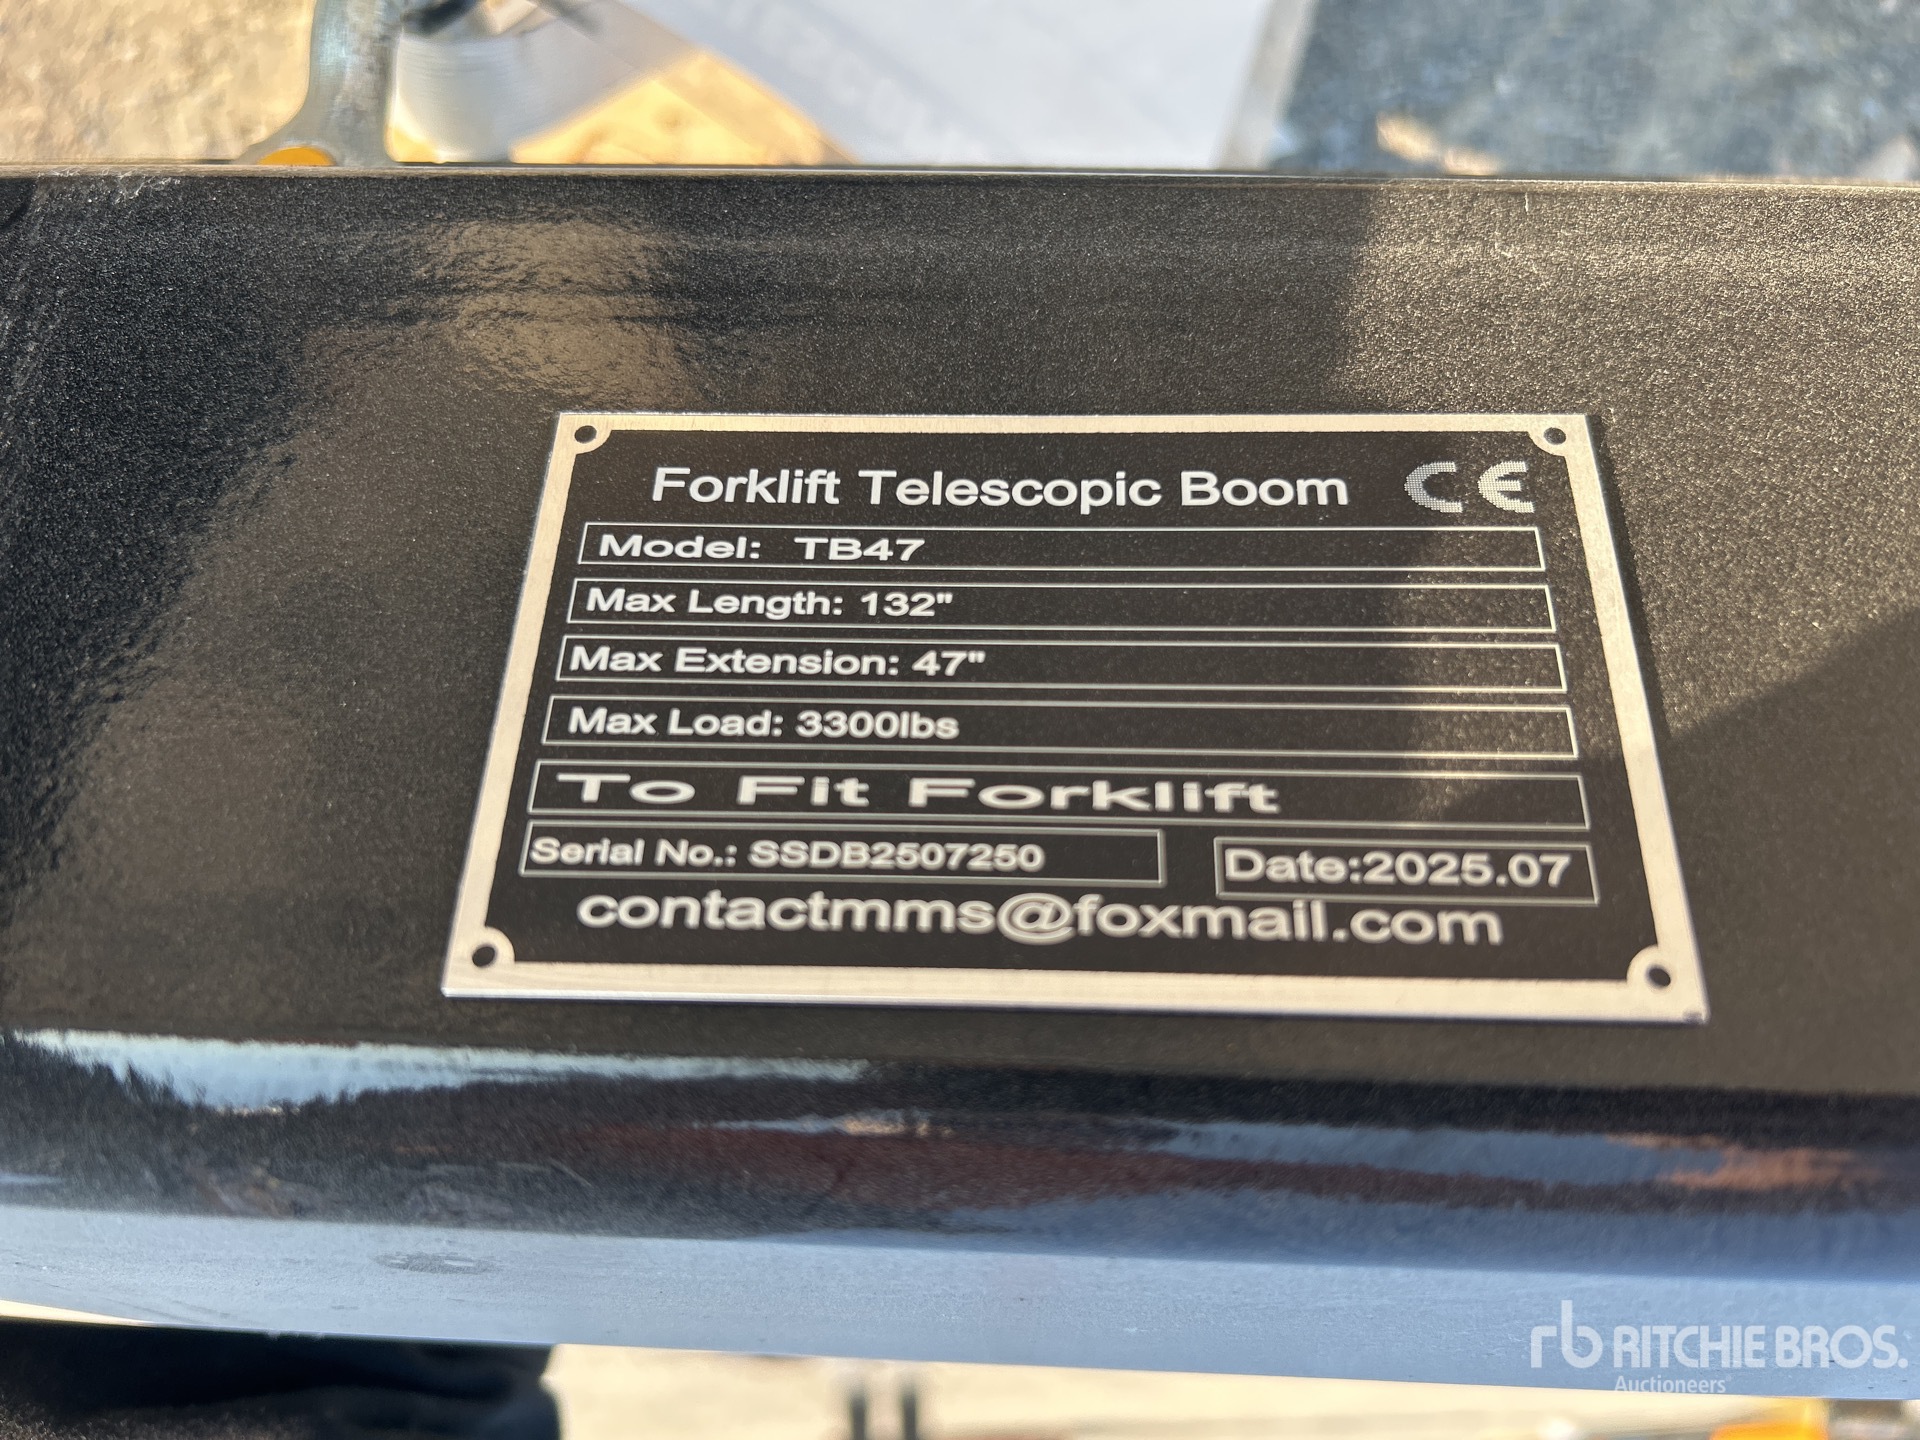 Forklift Telescopic Boom CE
Model: TB47
Max Length: 132"
Max Extension: 47"
Max Load: 3300lbs
To Fit Forklift
Serial No.: SSDB2507250
Date:2025.07
contactmms@foxmail.com
rb RITCHIE BROS.
Auctioneers